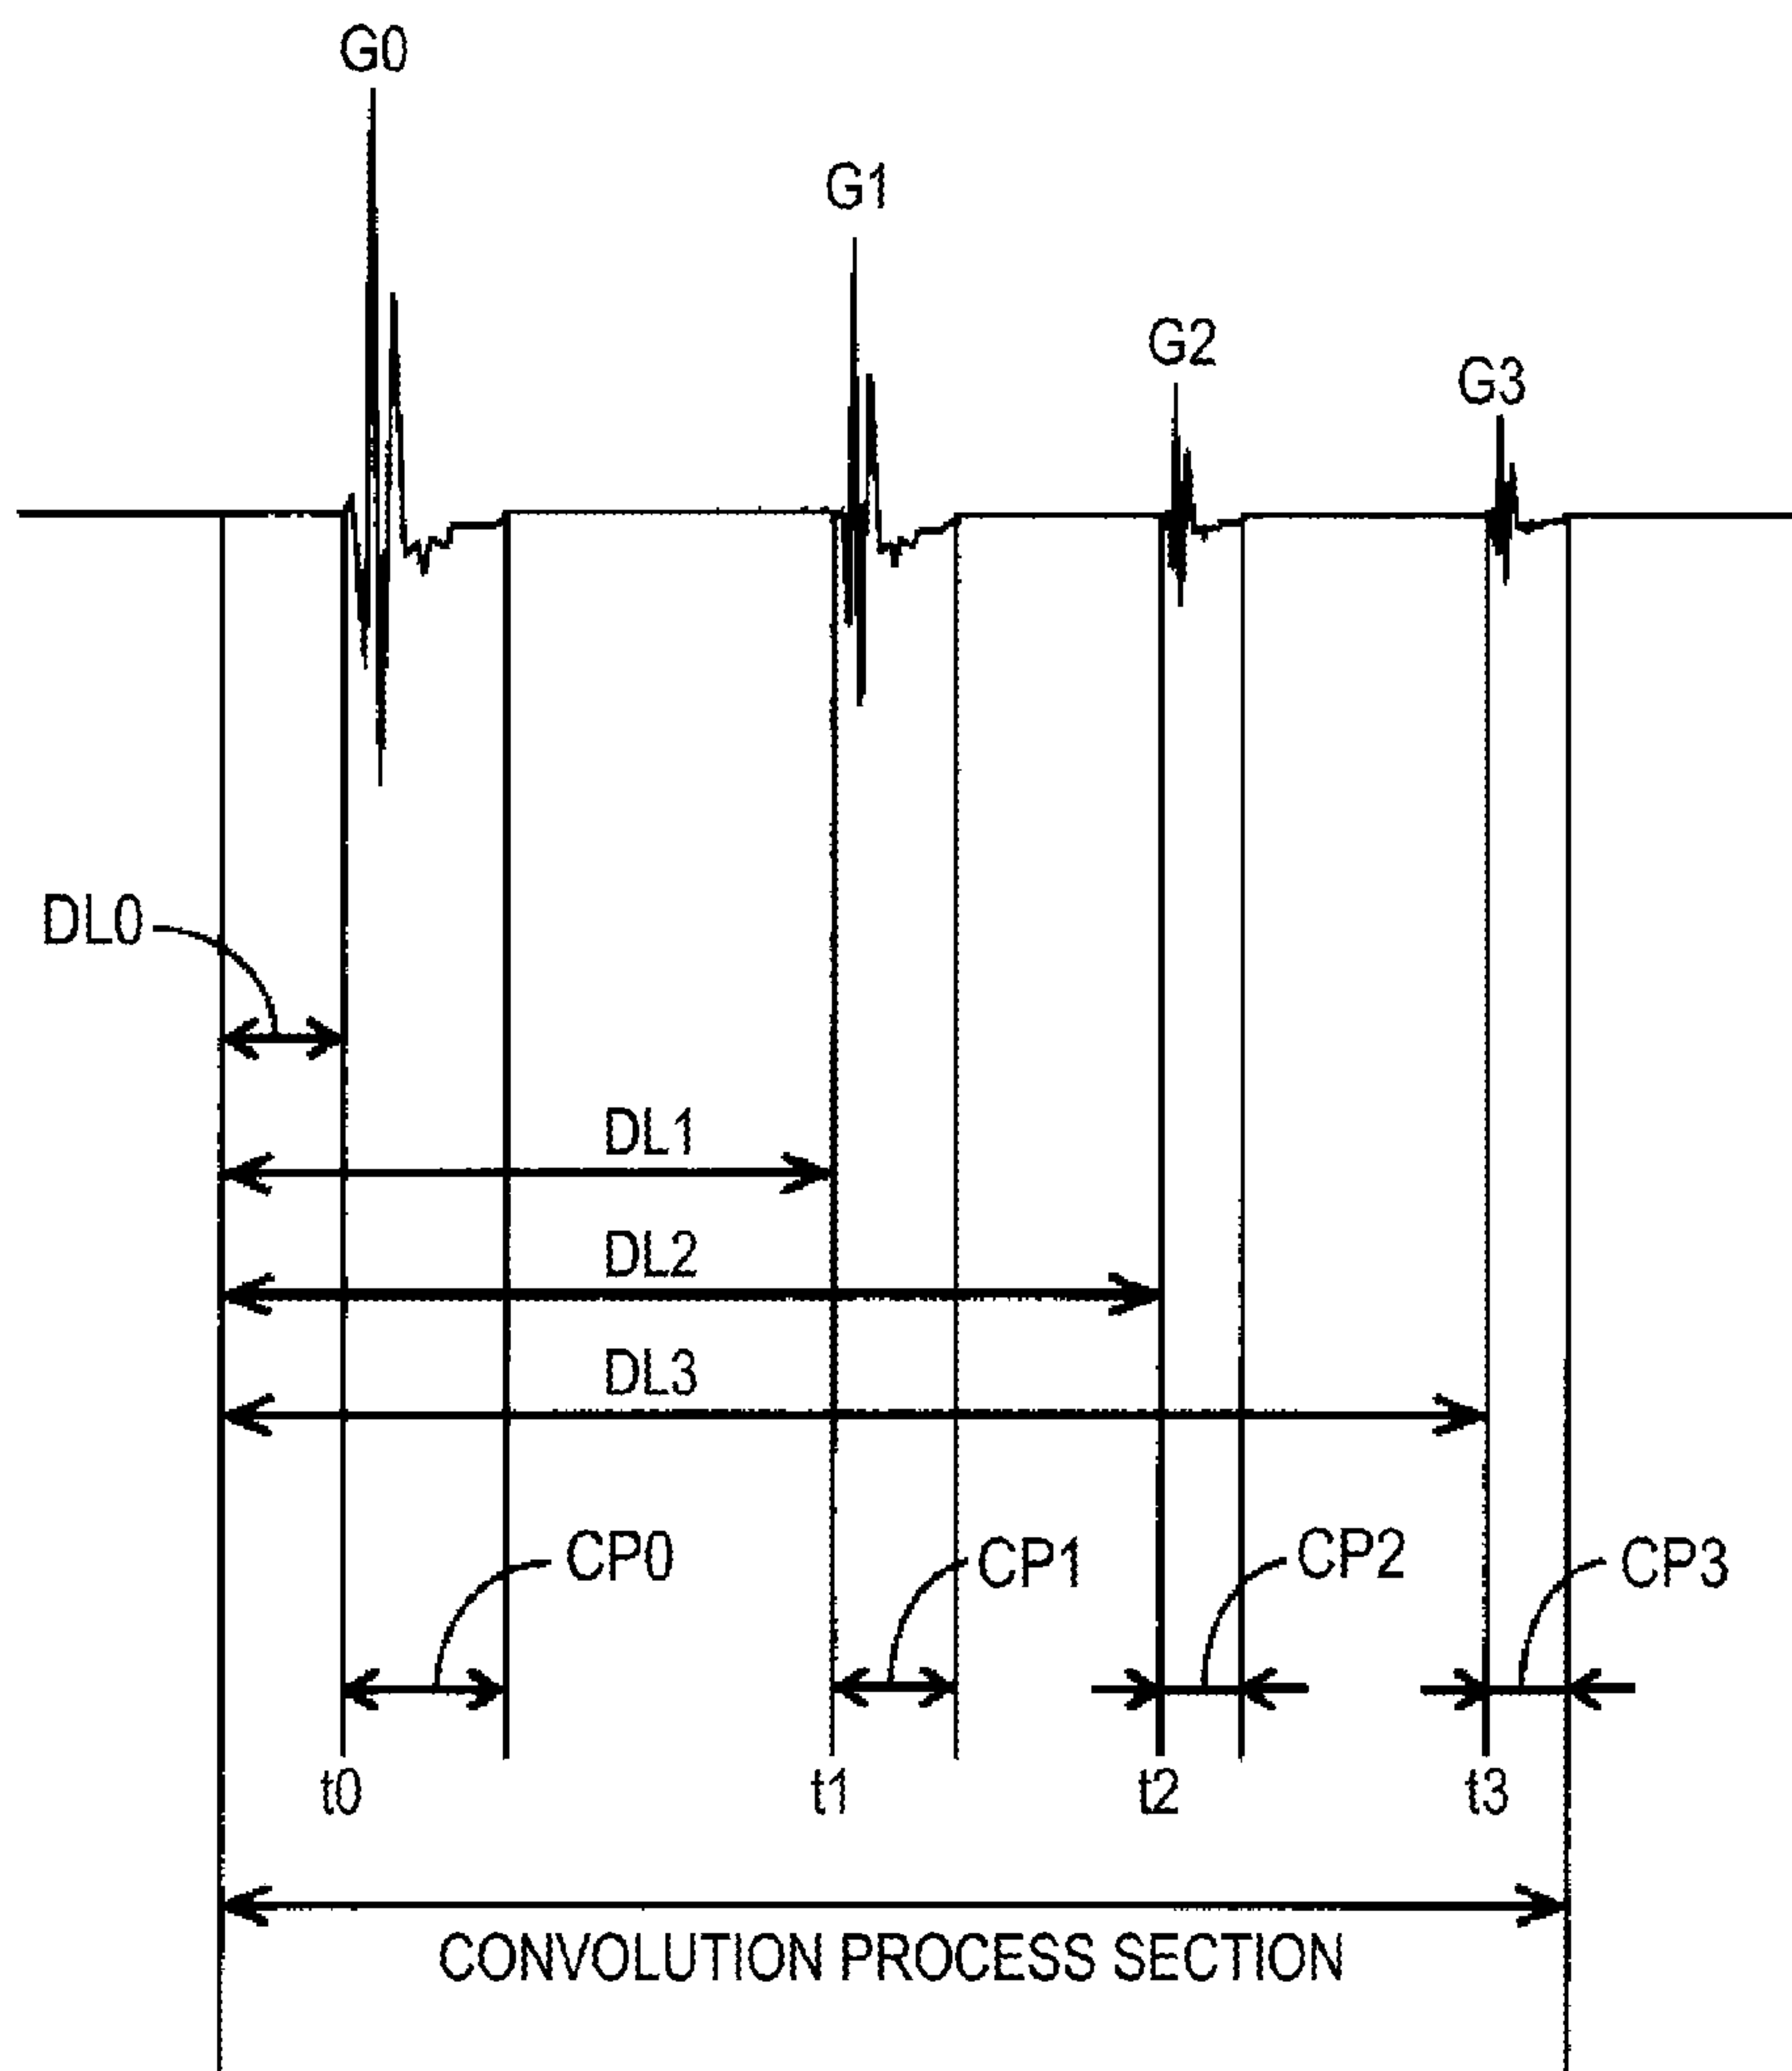 G0
G1
G2
G3
DL0
DL1
DL2
DL3
CP0
CP1
CP2
CP3
t0
t1
t2
t3
CONVOLUTION PROCESS SECTION